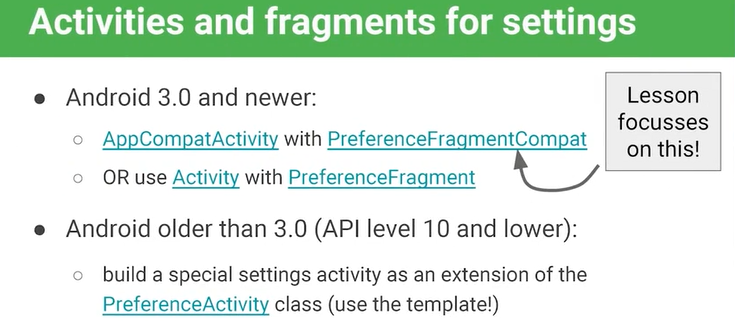 Activities and fragments for settings
● Android 3.0 and newer:
○ AppCompatActivity with PreferenceFragmentCompat
○ OR use Activity with PreferenceFragment
Lesson
focusses
on this!
● Android older than 3.0 (API level 10 and lower):
○ build a special settings activity as an extension of the
PreferenceActivity class (use the template!)